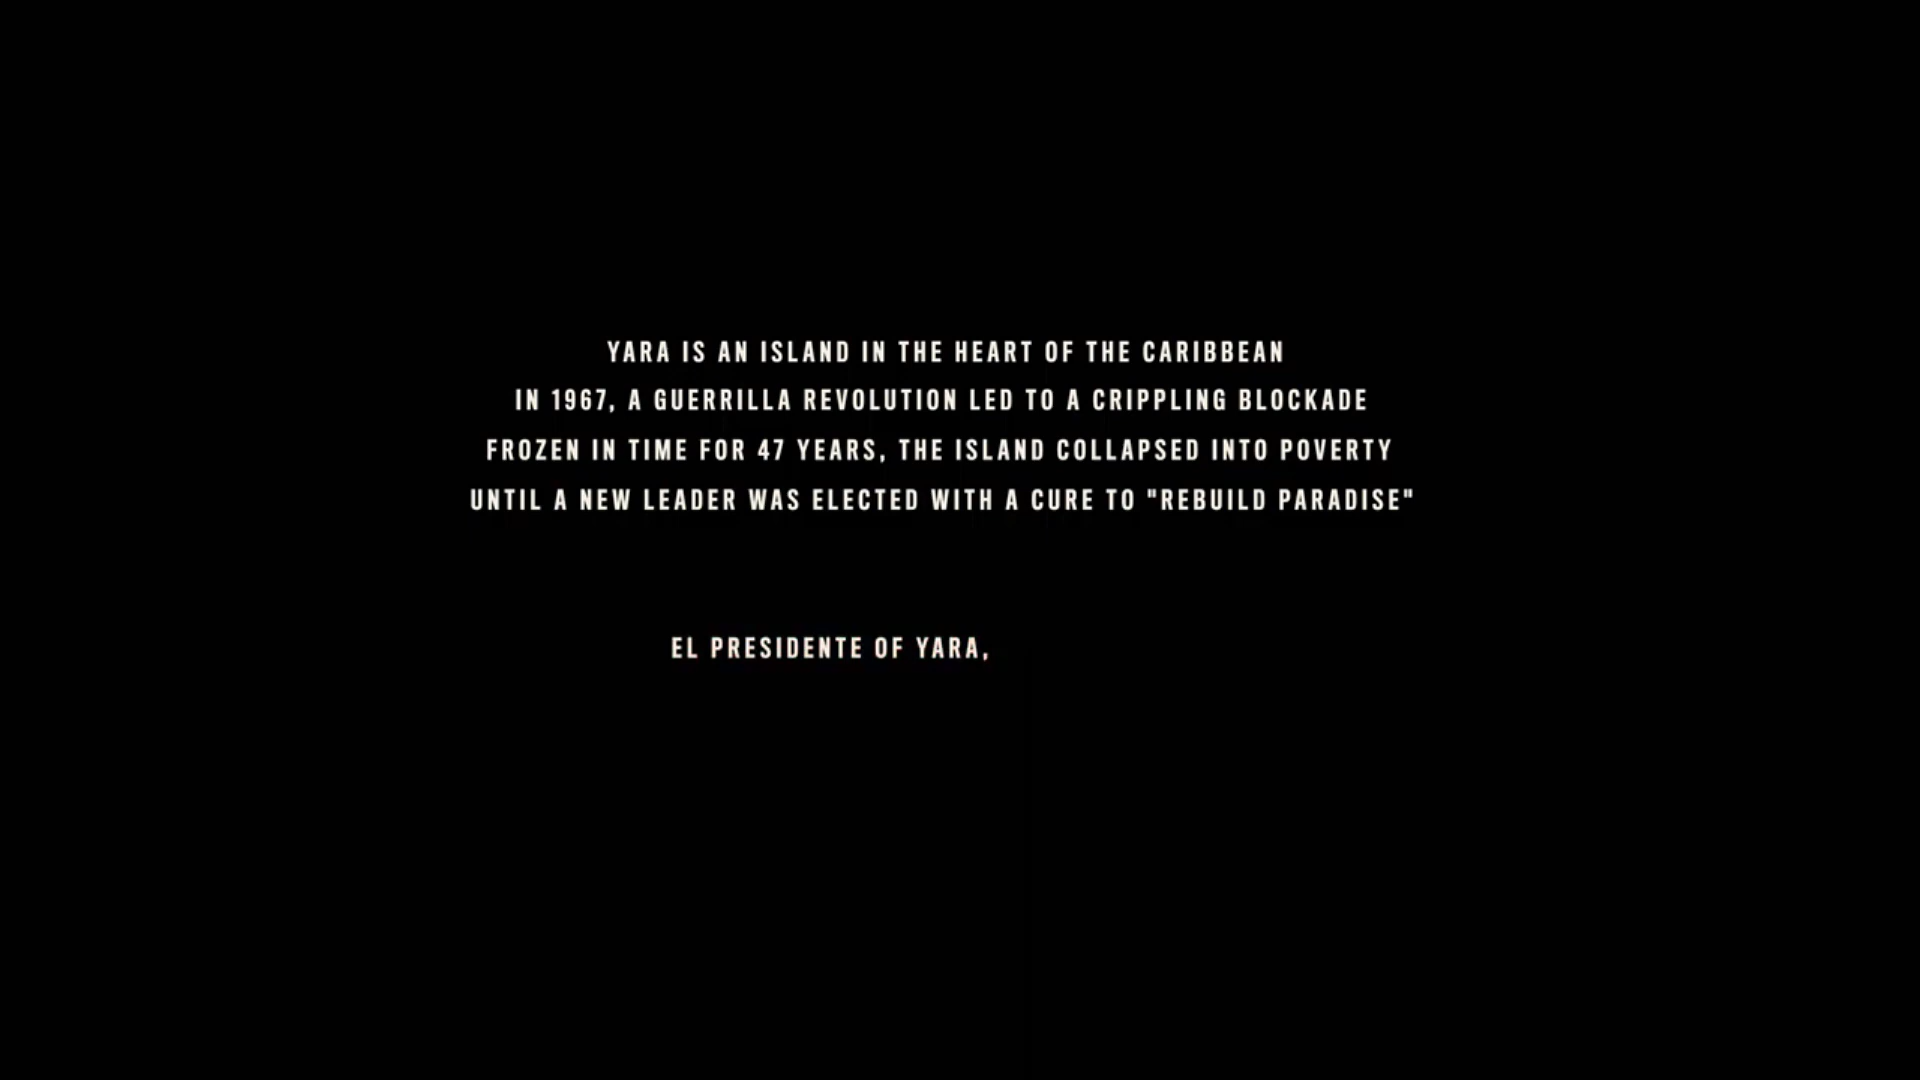 YARA IS AN ISLAND IN THE HEART OF THE CARIBBEAN
IN 1967, A GUERRILLA REVOLUTION LED TO A CRIPPLING BLOCKADE
FROZEN IN TIME FOR 47 YEARS, THE ISLAND COLLAPSED INTO POVERTY
UNTIL A NEW LEADER WAS ELECTED WITH A CURE TO "REBUILD PARADISE"
EL PRESIDENTE OF YARA,